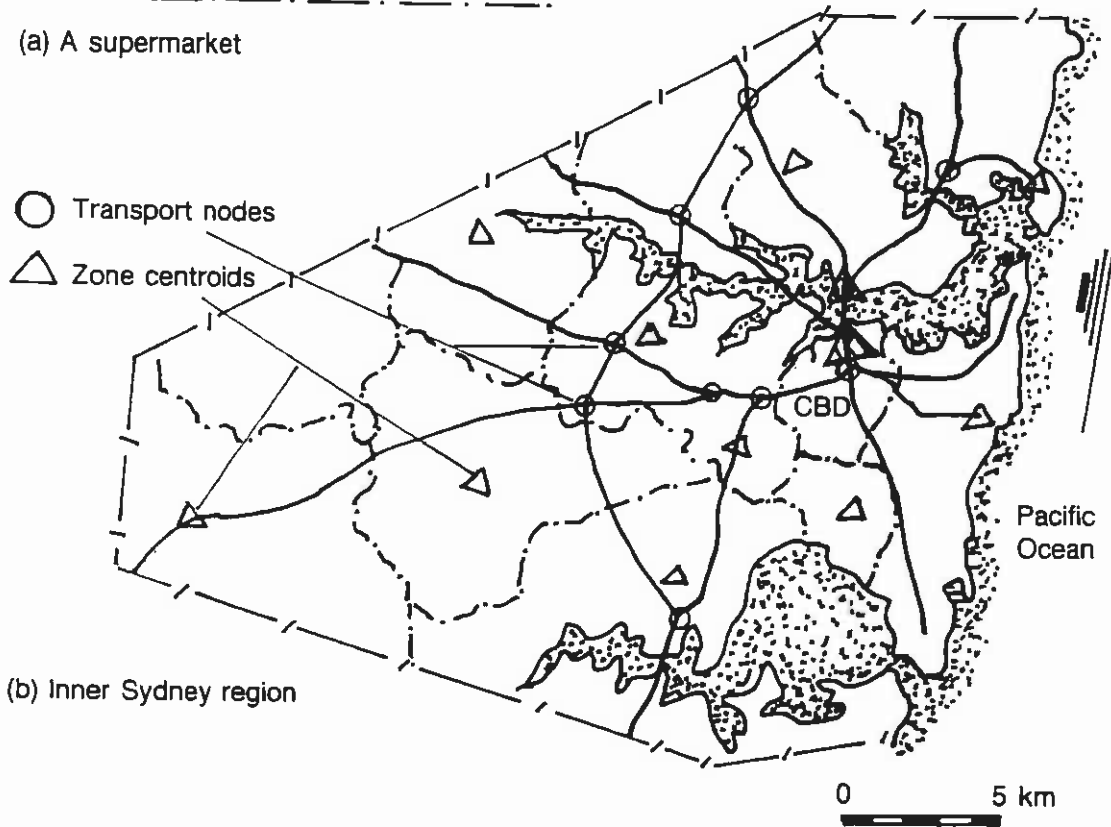 (a) A supermarket
Transport nodes
Zone centroids
CBD
Pacific
Ocean
(b) Inner Sydney region
0 5 km